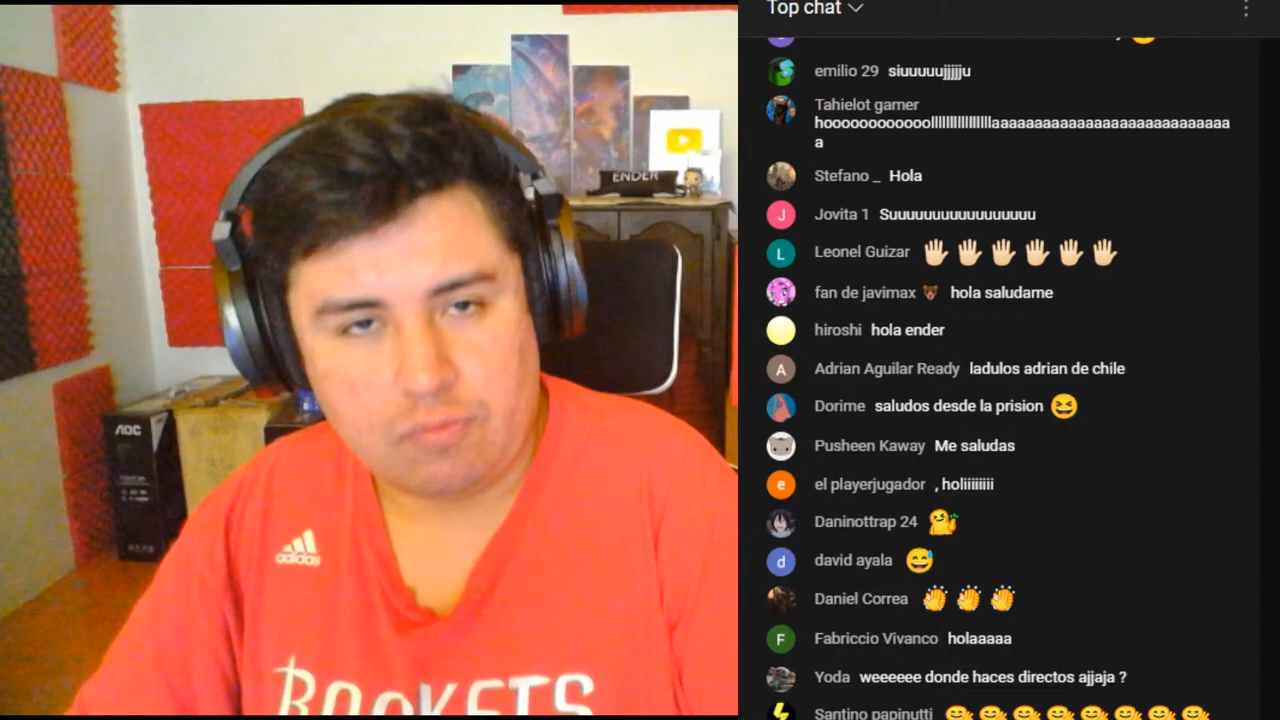 ENDER
AOC
adidas
ROCKETS
Top chat
emilio 29 siuuuuujjjjju
Tahielot gamer
hoooooooooooolllllllllllllllllaaaaaaaaaaaaaaaaaaaaaaaaaaaa
a
Stefano _ Hola
Jovita 1 Suuuuuuuuuuuuuuuuu
Leonel Guizar 🖐🏻🖐🏻🖐🏻🖐🏻🖐🏻🖐🏻
fan de javimax 🐻 hola saludame
hiroshi hola ender
Adrian Aguilar Ready ladulos adrian de chile
Dorime saludos desde la prision 😆
Pusheen Kaway Me saludas
el playerjugador , holiiiiiiiii
Daninottrap 24
david ayala 😅
Daniel Correa 👏👏👏
Fabriccio Vivanco holaaaaa
Yoda weeeeee donde haces directos ajjaja ?
Santino papinutti